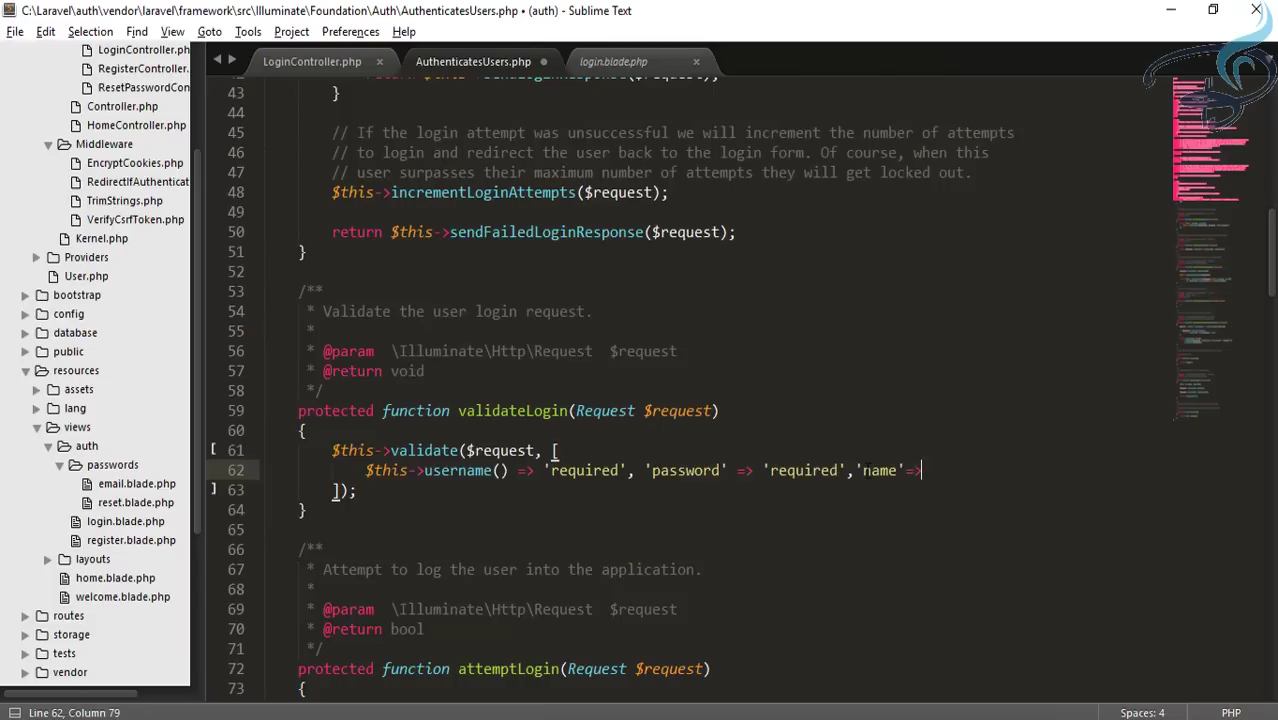 C:\Laravel\auth\vendor\laravel\framework\src\Illuminate\Foundation\Auth\AuthenticatesUsers.php • (auth) - Sublime Text
File Edit Selection Find View Goto Tools Project Preferences Help
LoginController.php AuthenticatesUsers.php login.blade.php
LoginController.ph
RegisterController.
ResetPasswordCon
Controller.php
HomeController.php
Middleware
EncryptCookies.php
RedirectIfAuthenticat
TrimStrings.php
VerifyCsrfToken.php
Kernel.php
Providers
User.php
bootstrap
config
database
public
resources
assets
lang
views
auth
passwords
email.blade.php
reset.blade.php
login.blade.php
register.blade.php
layouts
home.blade.php
welcome.blade.php
routes
storage
tests
vendor
43 }
44
45 // If the login attempt was unsuccessful we will increment the number of attempts
46 // to login and redirect the user back to the login form. Of course, when this
47 // user surpasses their maximum number of attempts they will get locked out.
48 $this->incrementLoginAttempts($request);
49
50 return $this->sendFailedLoginResponse($request);
51 }
52
53 /**
54 * Validate the user login request.
55 *
56 * @param \Illuminate\Http\Request $request
57 * @return void
58 */
59 protected function validateLogin(Request $request)
60 {
61 $this->validate($request, [
62 $this->username() => 'required', 'password' => 'required','name'=>
63 ]);
64 }
65
66 /**
67 * Attempt to log the user into the application.
68 *
69 * @param \Illuminate\Http\Request $request
70 * @return bool
71 */
72 protected function attemptLogin(Request $request)
73 {
Line 62, Column 79 Spaces: 4 PHP